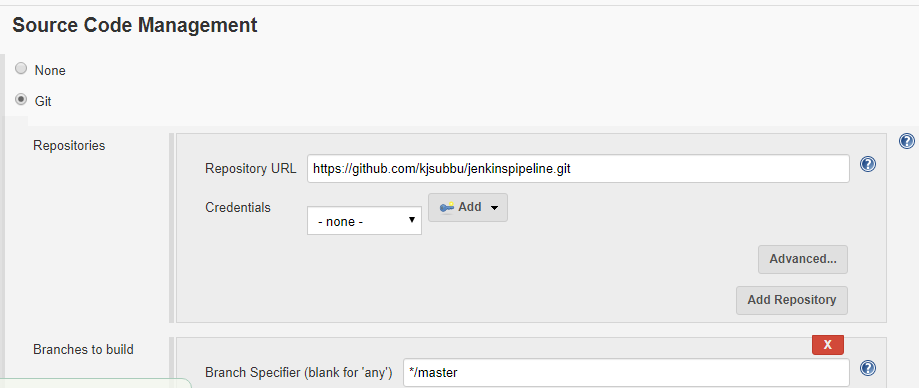 Source Code Management
None
Git
Repositories
Repository URL https://github.com/kjsubbu/jenkinspipeline.git
Credentials
- none - Add
Advanced...
Add Repository
Branches to build X
Branch Specifier (blank for 'any') */master